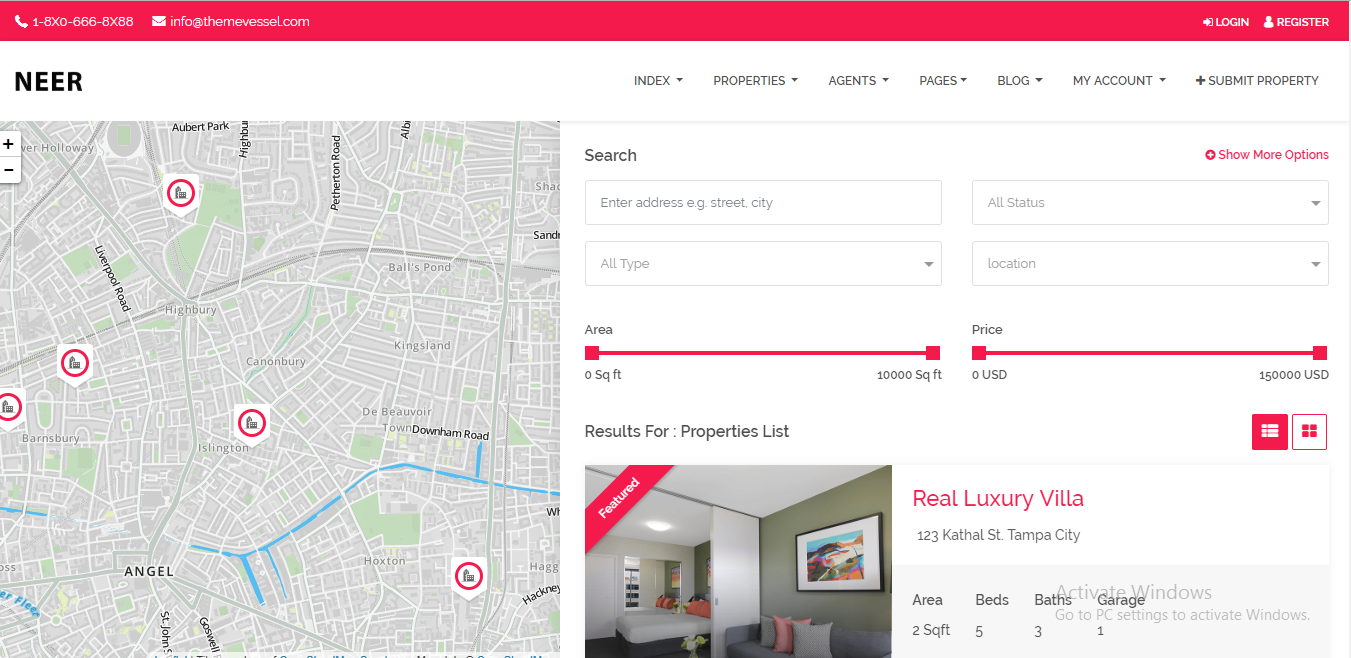 1-8X0-666-8X88 info@themevessel.com LOGIN REGISTER
NEER INDEX PROPERTIES AGENTS PAGES BLOG MY ACCOUNT SUBMIT PROPERTY
Aubert Park
Highbu
Petherton Road
Albi
+
-
wer Holloway
Shac
Sandr
Liverpool Road
Ball's Pond
Highbury
Kingsland
Canonbury
De Beauvoir
Town
Downham Road
Barnsbury
Islington
Wh
Hoxton
Hagg
ANGEL
Hackney
St. John S
Goswell
Search
Show More Options
Enter address e.g. street, city
All Status
All Type
location
Area
Price
0 Sq ft 10000 Sq ft
0 USD 150000 USD
Results For : Properties List
Featured
Real Luxury Villa
123 Kathal St. Tampa City
Area Beds Baths Garage
2 Sqft 5 3 1
Activate Windows
Go to PC settings to activate Windows.